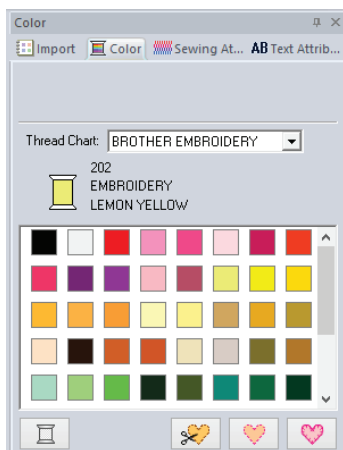 Color
Import Color Sewing At... AB Text Attrib...
Thread Chart: BROTHER EMBROIDERY
202
EMBROIDERY
LEMON YELLOW